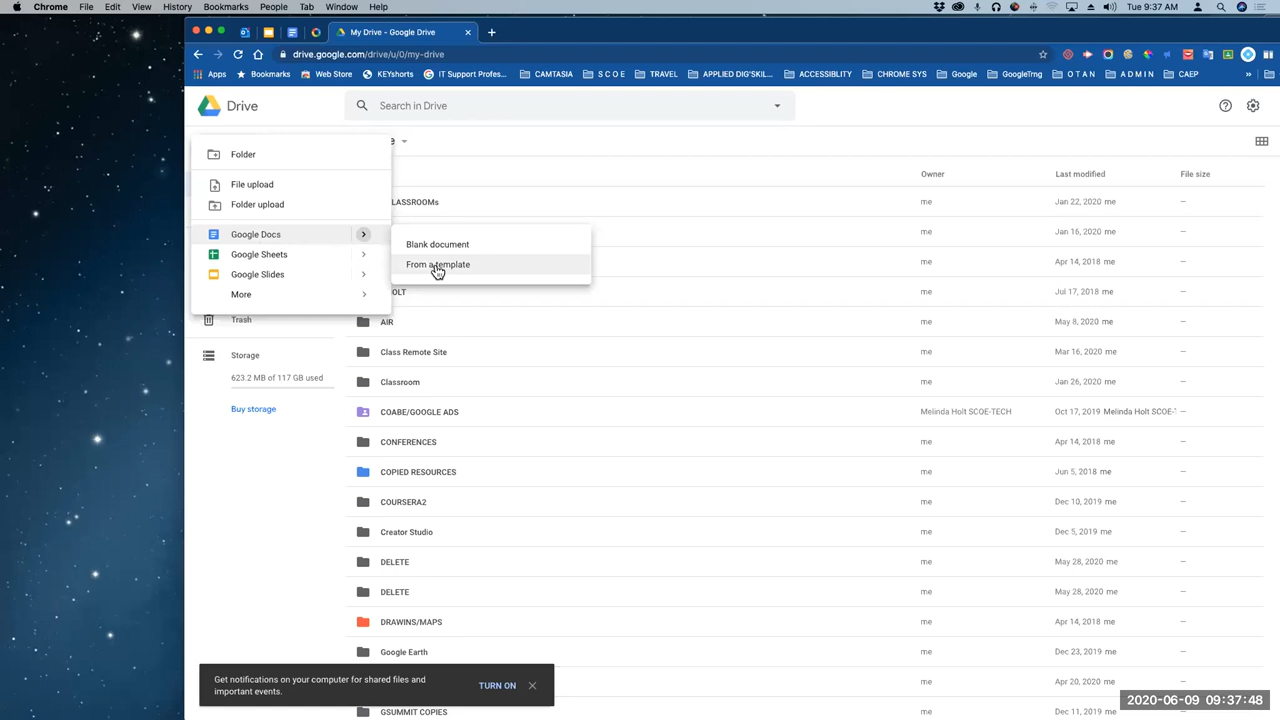 Chrome File Edit View History Bookmarks People Tab Window Help Tue 9:37 AM
My Drive - Google Drive
drive.google.com/drive/u/0/my-drive
Apps Bookmarks Web Store KEYshorts IT Support Profes... CAMTASIA S C O E TRAVEL APPLIED DIG'SKIL... ACCESSIBLITY CHROME SYS Google GoogleTrng O T A N A D M I N CAEP »
Drive Search in Drive
e
Folder
Owner Last modified File size
File upload
LASSROOMs me Jan 22, 2020 me —
Folder upload
me Jan 16, 2020 me —
Google Docs
Blank document
Google Sheets
From a template
me Apr 14, 2018 me —
Google Slides
OLT me Jul 17, 2018 me —
More
Trash
AIR me May 8, 2020 me —
Storage
Class Remote Site me Mar 16, 2020 me —
623.2 MB of 117 GB used
Classroom me Jan 26, 2020 me —
Buy storage
COABE/GOOGLE ADS Melinda Holt SCOE-TECH Oct 17, 2019 Melinda Holt SCOE-T —
CONFERENCES me Apr 14, 2018 me —
COPIED RESOURCES me Jun 5, 2018 me —
COURSERA2 me Dec 10, 2019 me —
Creator Studio me Dec 5, 2019 me —
DELETE me May 28, 2020 me —
DELETE me May 28, 2020 me —
DRAWINS/MAPS me Apr 14, 2018 me —
Google Earth me Dec 23, 2019 me —
Get notifications on your computer for shared files and
important events.
TURN ON
me Apr 20, 2020 me —
2020-06-09 09:37:48
GSUMMIT COPIES me Dec 11, 2019 me —